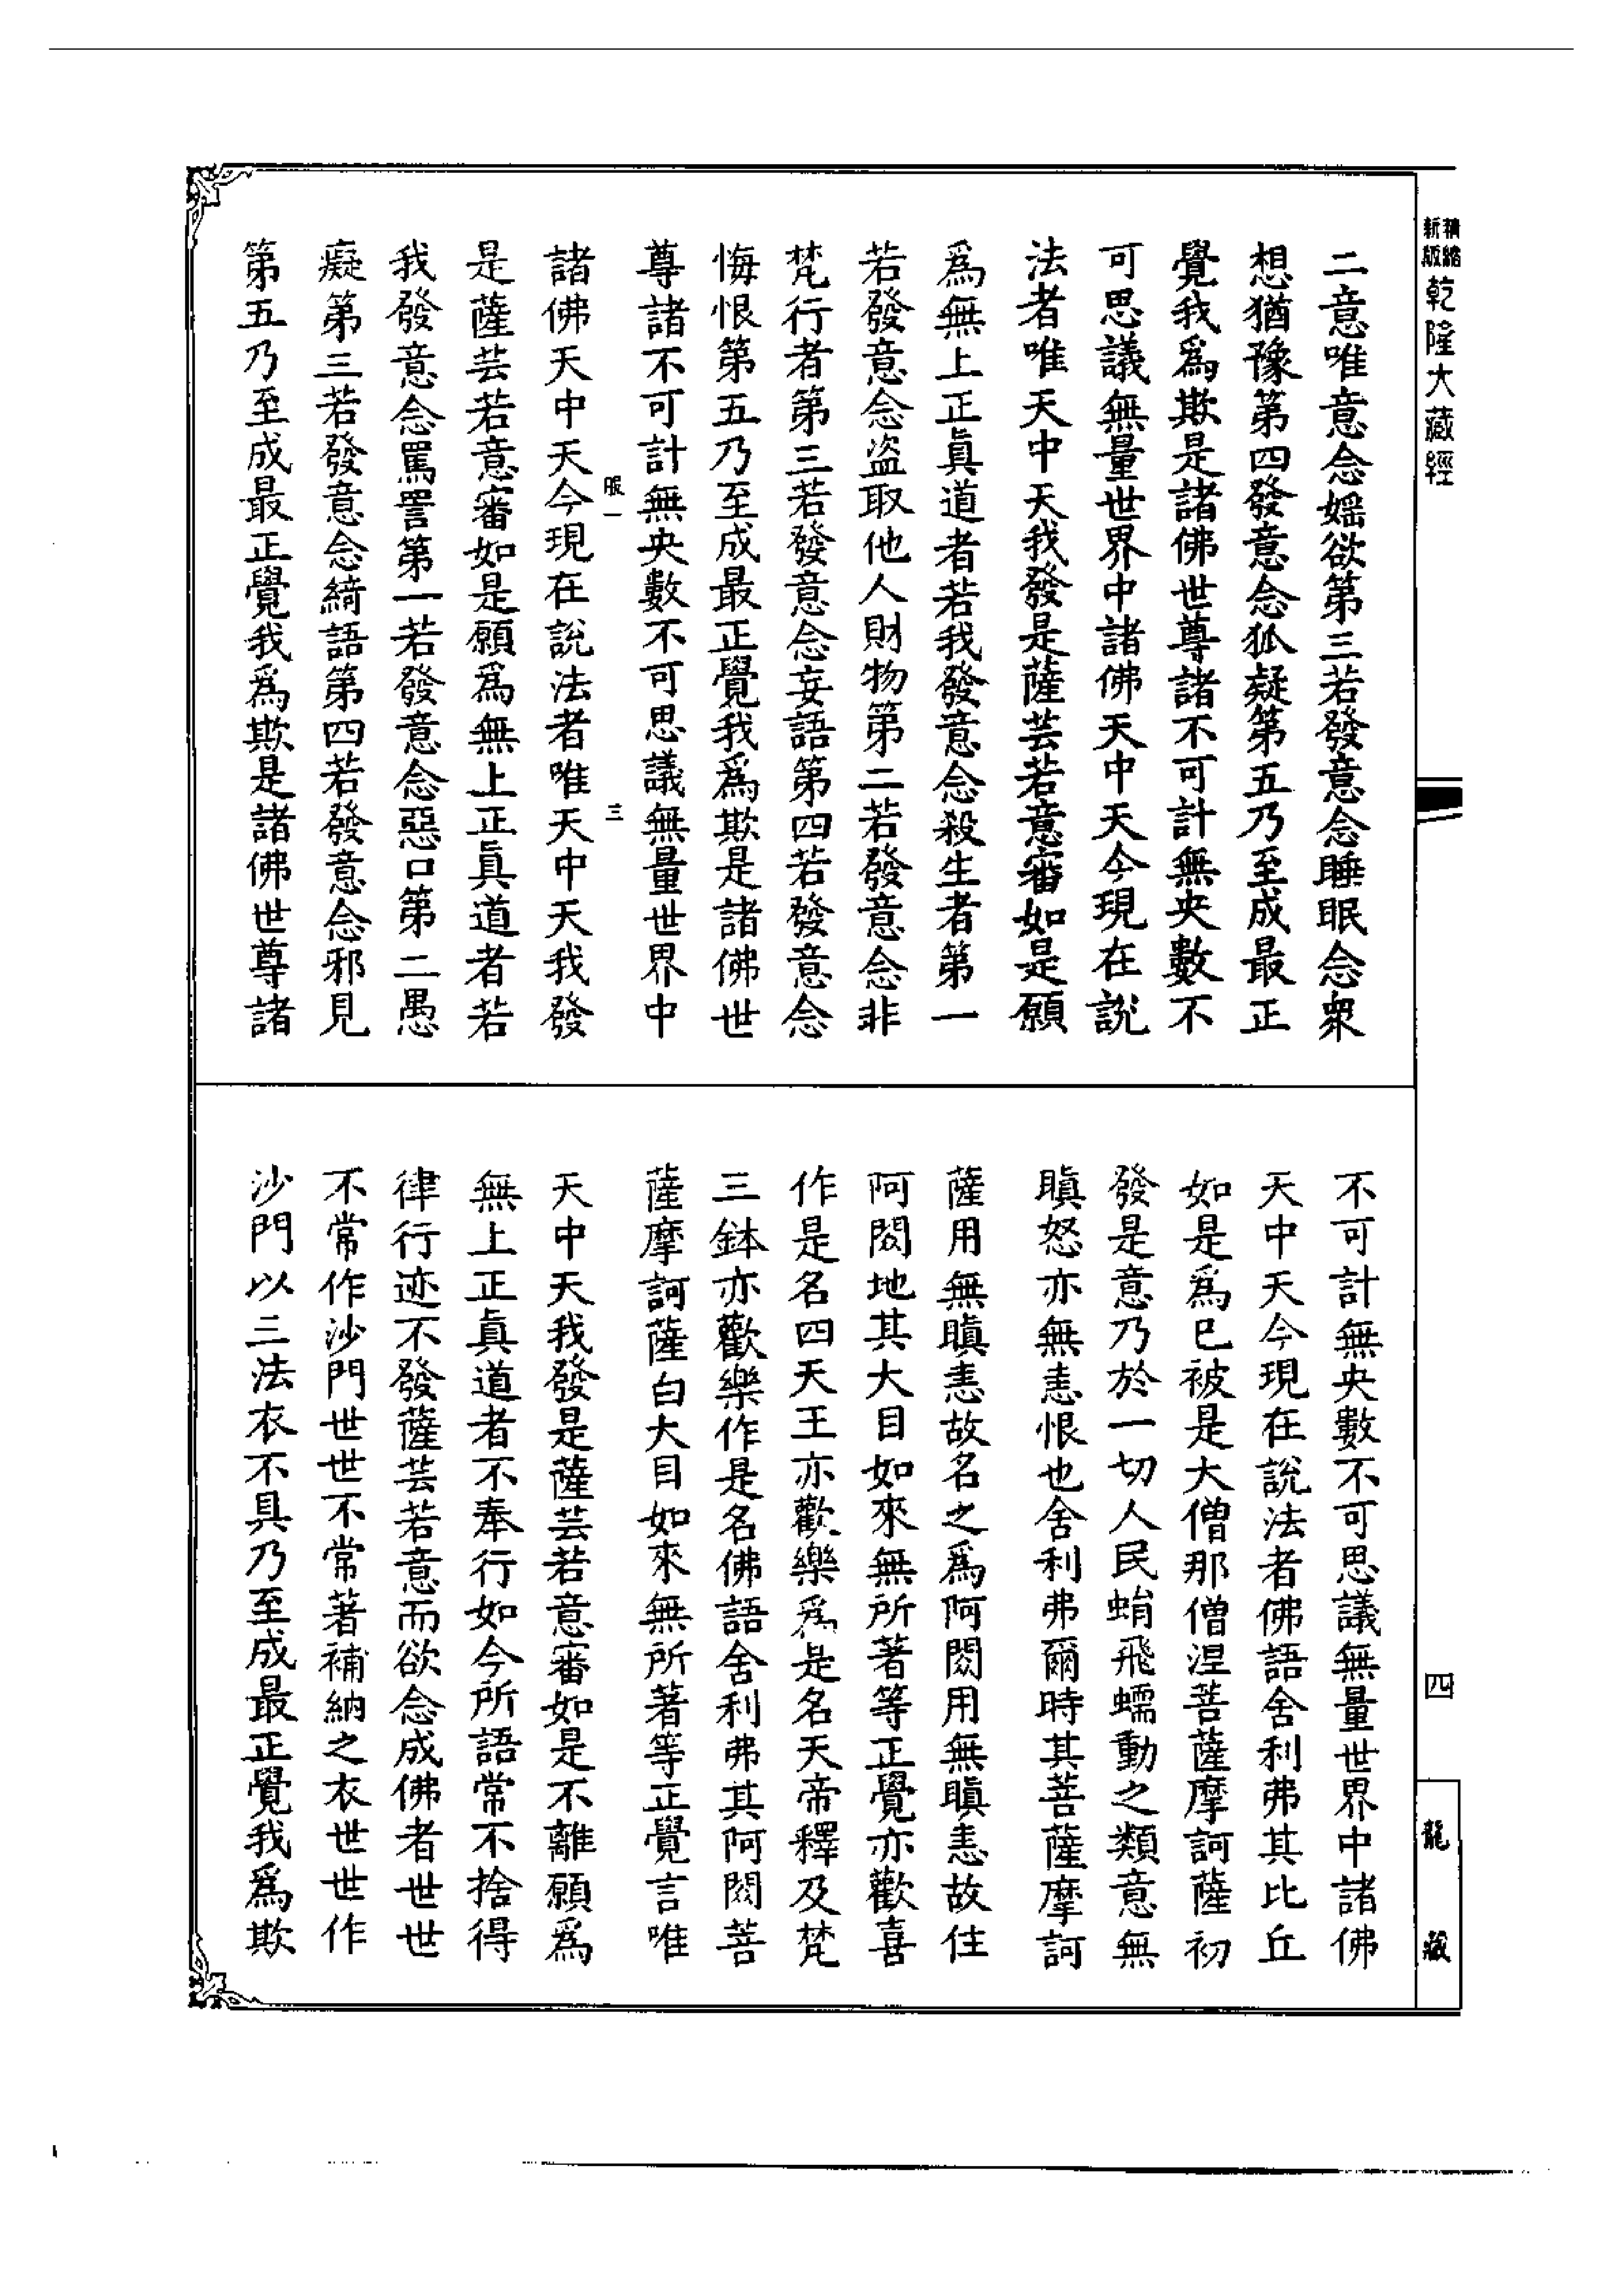 新版精縮
乾隆大藏經
二意唯意念婬欲第三若發意念睡眠念衆
想猶豫第四發意念狐疑第五乃至成最正
覺我爲欺是諸佛世尊諸不可計無央數不
可思議無量世界中諸佛天中天今現在說
法者唯天中天我發是薩芸若意審如是願
爲無上正眞道者若我發意念殺生者第一
若發意念盜取他人財物第二若發意念非
梵行者第三若發意念妄語第四若發意念
悔恨第五乃至成最正覺我爲欺是諸佛世
尊諸不可計無央數不可思議無量世界中
服一
三
諸佛天中天今現在說法者唯天中天我發
是薩芸若意審如是願爲無上正眞道者若
我發意念罵詈第一若發意念惡口第二愚
癡第三若發意念綺語第四若發意念邪見
第五乃至成最正覺我爲欺是諸佛世尊諸
不可計無央數不可思議無量世界中諸佛
天中天今現在說法者佛語舍利弗其比丘
如是爲已被是大僧那僧涅菩薩摩訶薩初
發是意乃於一切人民蜎飛蠕動之類意無
瞋怒亦無恚恨也舍利弗爾時其菩薩摩訶
薩用無瞋恚故名之爲阿閦用無瞋恚故住
阿閦地其大目如來無所著等正覺亦歡喜
作是名四天王亦歡樂爲是名天帝釋及梵
三鉢亦歡樂作是名佛語舍利弗其阿閦菩
薩摩訶薩白大目如來無所著等正覺言唯
天中天我發是薩芸若意審如是不離願爲
無上正眞道者不奉行如今所語常不捨得
律行迹不發薩芸若意而欲念成佛者世世
不常作沙門世世不常著補納之衣世世作
沙門以三法衣不具乃至成最正覺我爲欺
四
龍藏